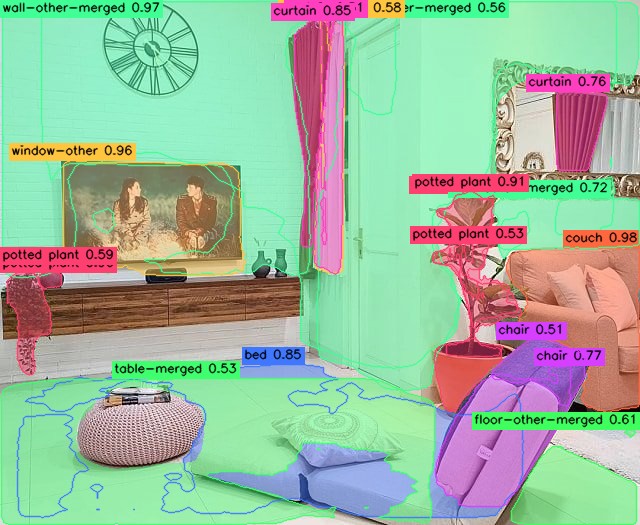 wall-other-merged 0.97
curtain 0.85
0.58
er-merged 0.56
curtain 0.76
window-other 0.96
potted plant 0.91
merged 0.72
potted plant 0.53
couch 0.98
potted plant 0.59
chair 0.51
bed 0.85
chair 0.77
table-merged 0.53
floor-other-merged 0.61